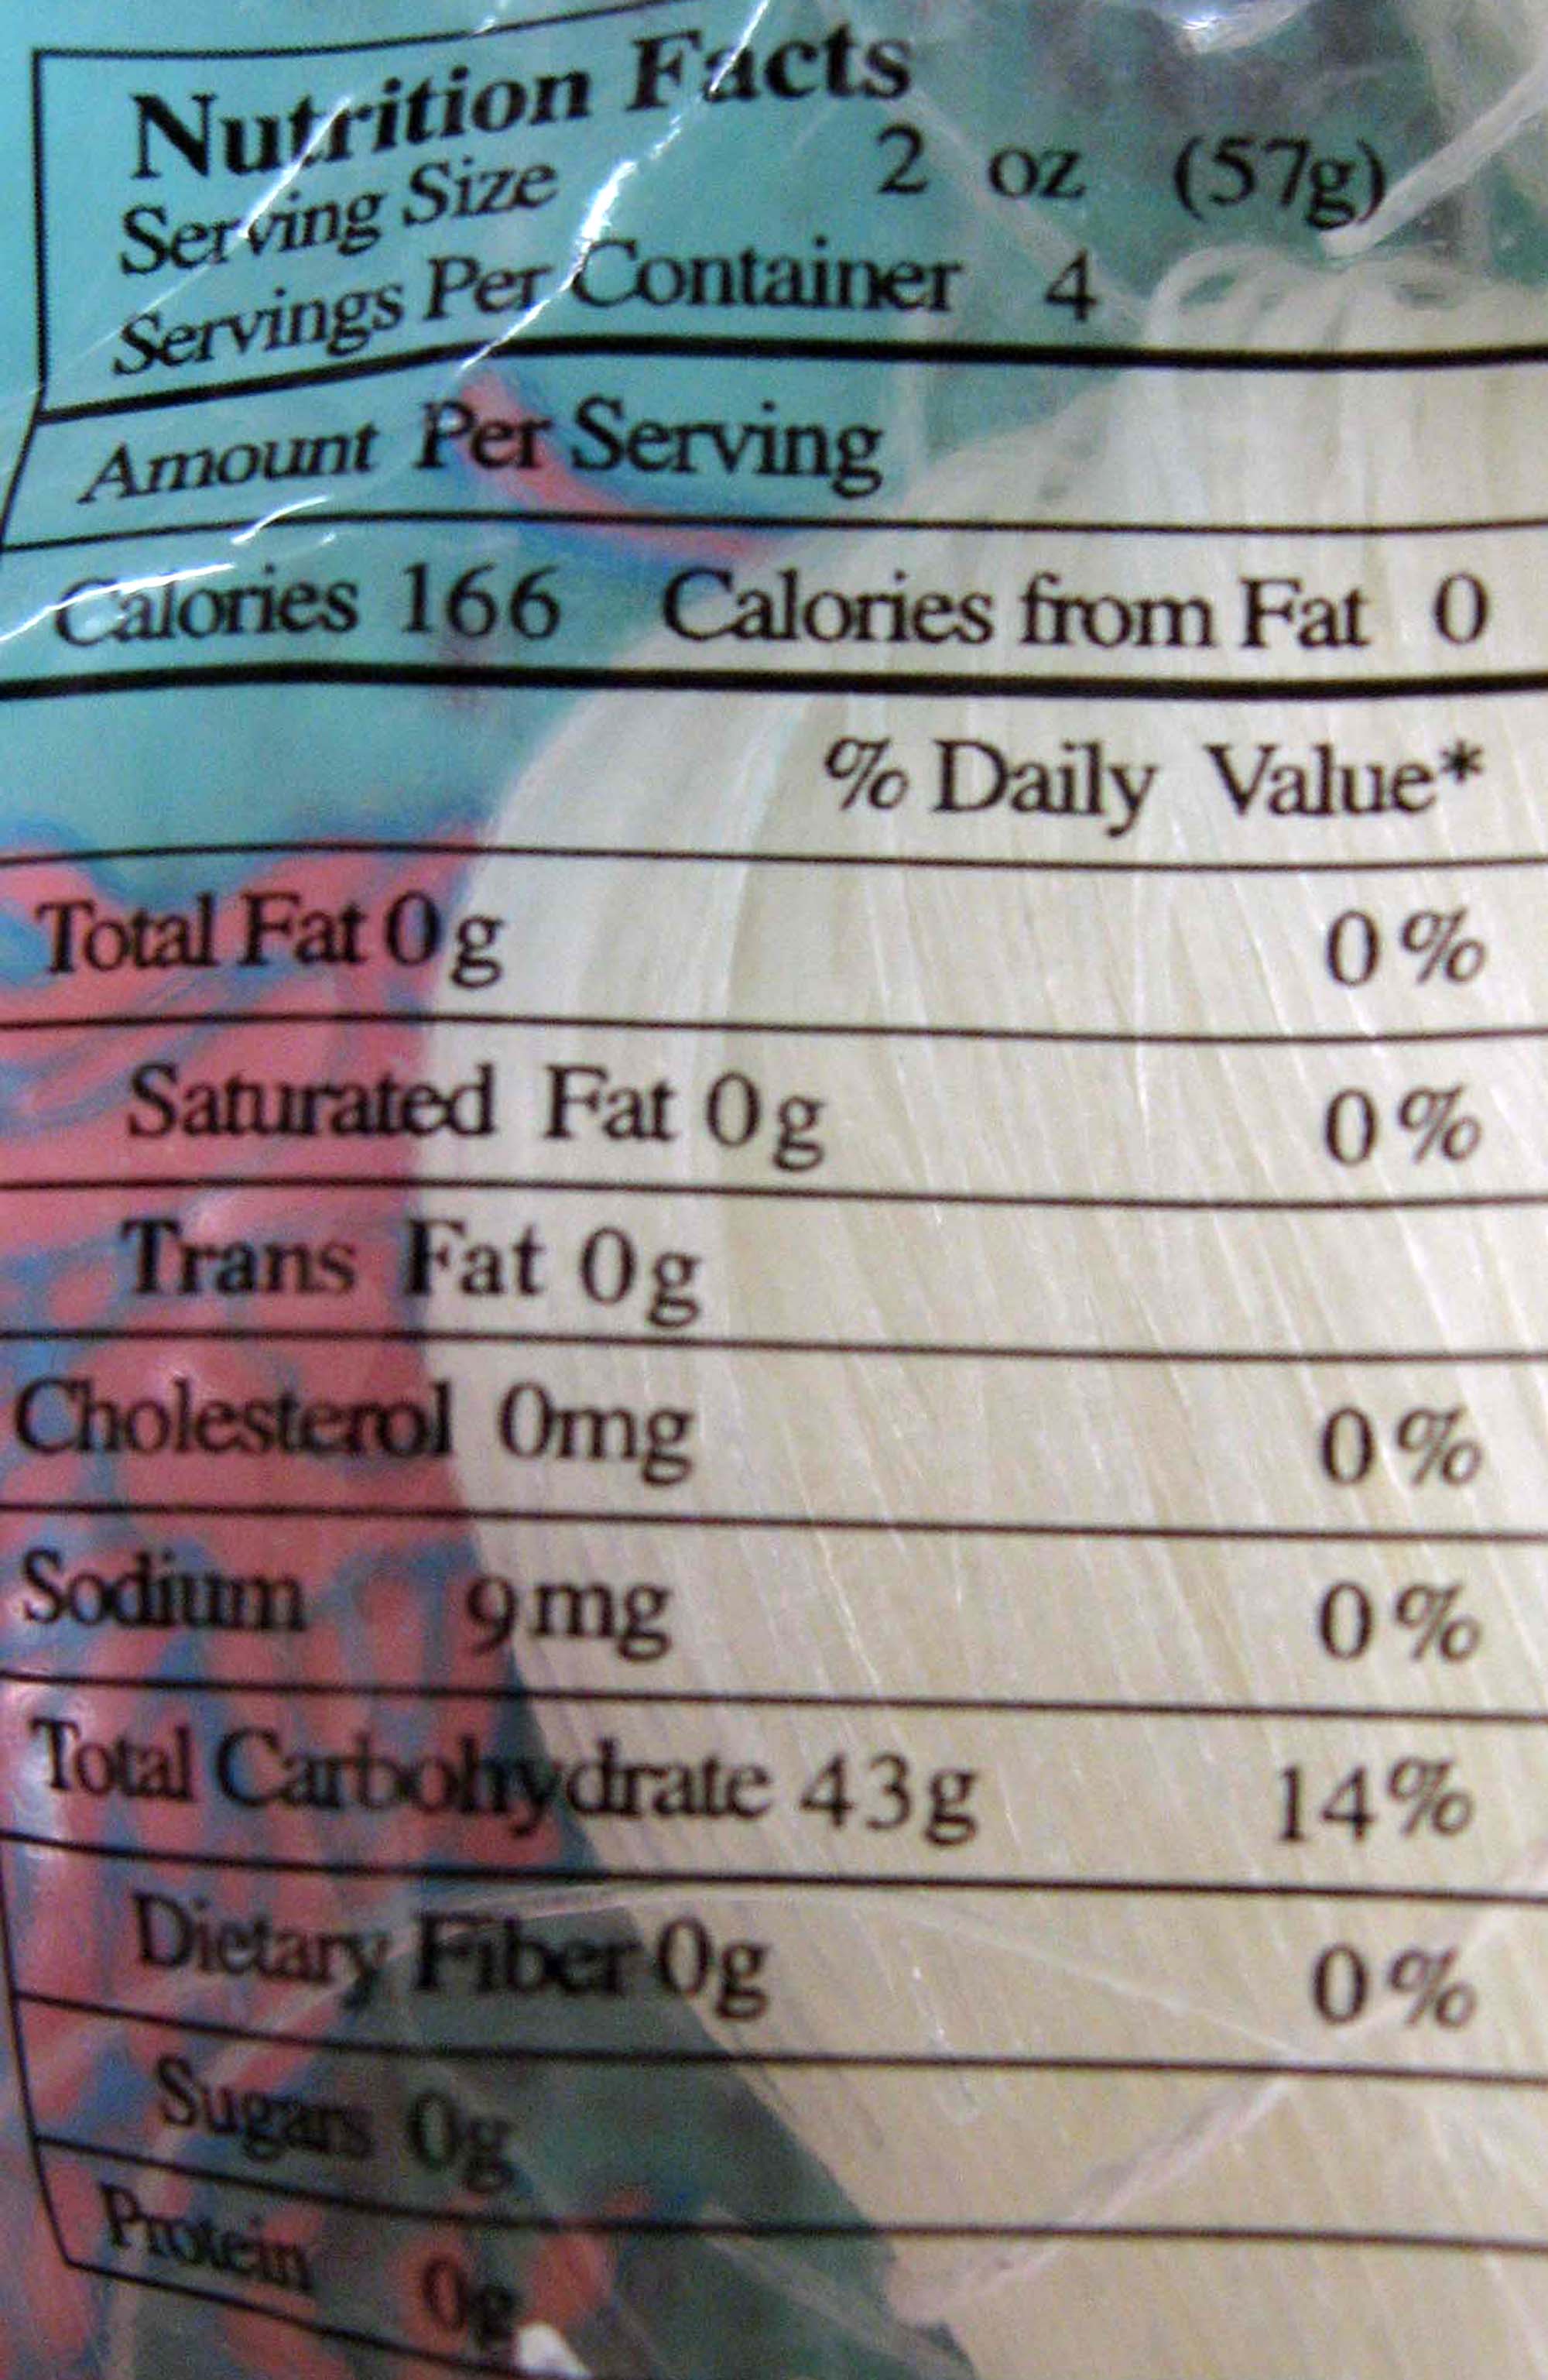 Nutrition Facts
Serving Size 2 oz (57g)
Servings Per Container 4
Amount Per Serving
Calories 166 Calories from Fat 0
% Daily Value*
Total Fat 0g 0%
Saturated Fat 0g 0%
Trans Fat 0g
Cholesterol 0mg 0%
Sodium 9mg 0%
Total Carbohydrate 43g 14%
Dietary Fiber 0g 0%
Sugars 0g
Protein 0g